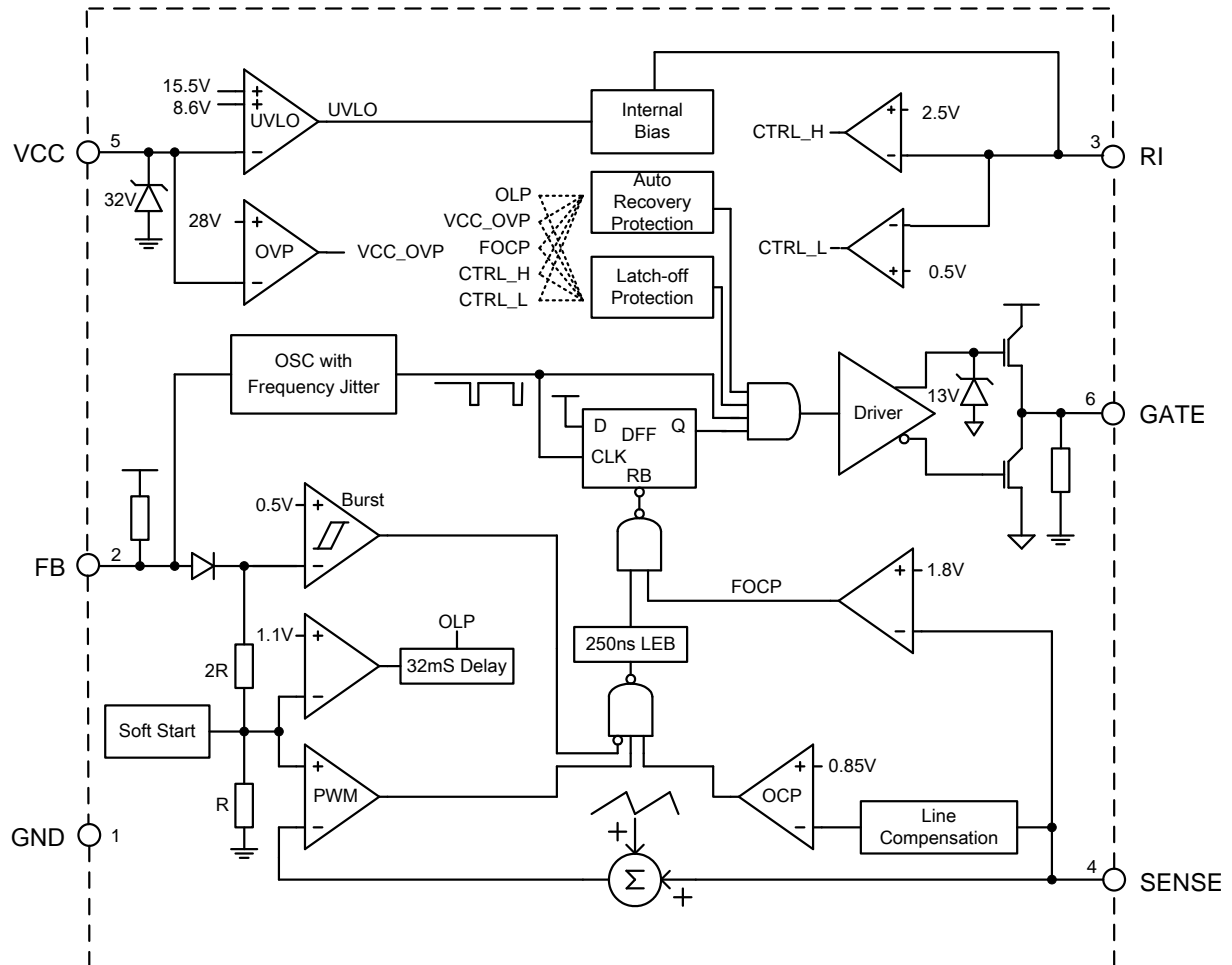 15.5V
8.6V
+
+
UVLO
−
UVLO
Internal
Bias
CTRL_H
+
−
2.5V
VCC
5
3
RI
32V
28V
+
OVP
−
VCC_OVP
OLP
VCC_OVP
FOCP
CTRL_H
CTRL_L
Auto
Recovery
Protection
Latch-off
Protection
CTRL_L
−
+
0.5V
OSC with
Frequency Jitter
D
DFF
Q
CLK
RB
Driver
13V
6
GATE
0.5V
+
Burst
−
FB
2
FOCP
+
1.8V
−
1.1V
+
−
OLP
32mS Delay
250ns LEB
2R
Soft Start
R
+
PWM
−
+
0.85V
OCP
−
Line
Compensation
GND
1
+
Σ
+
4
SENSE